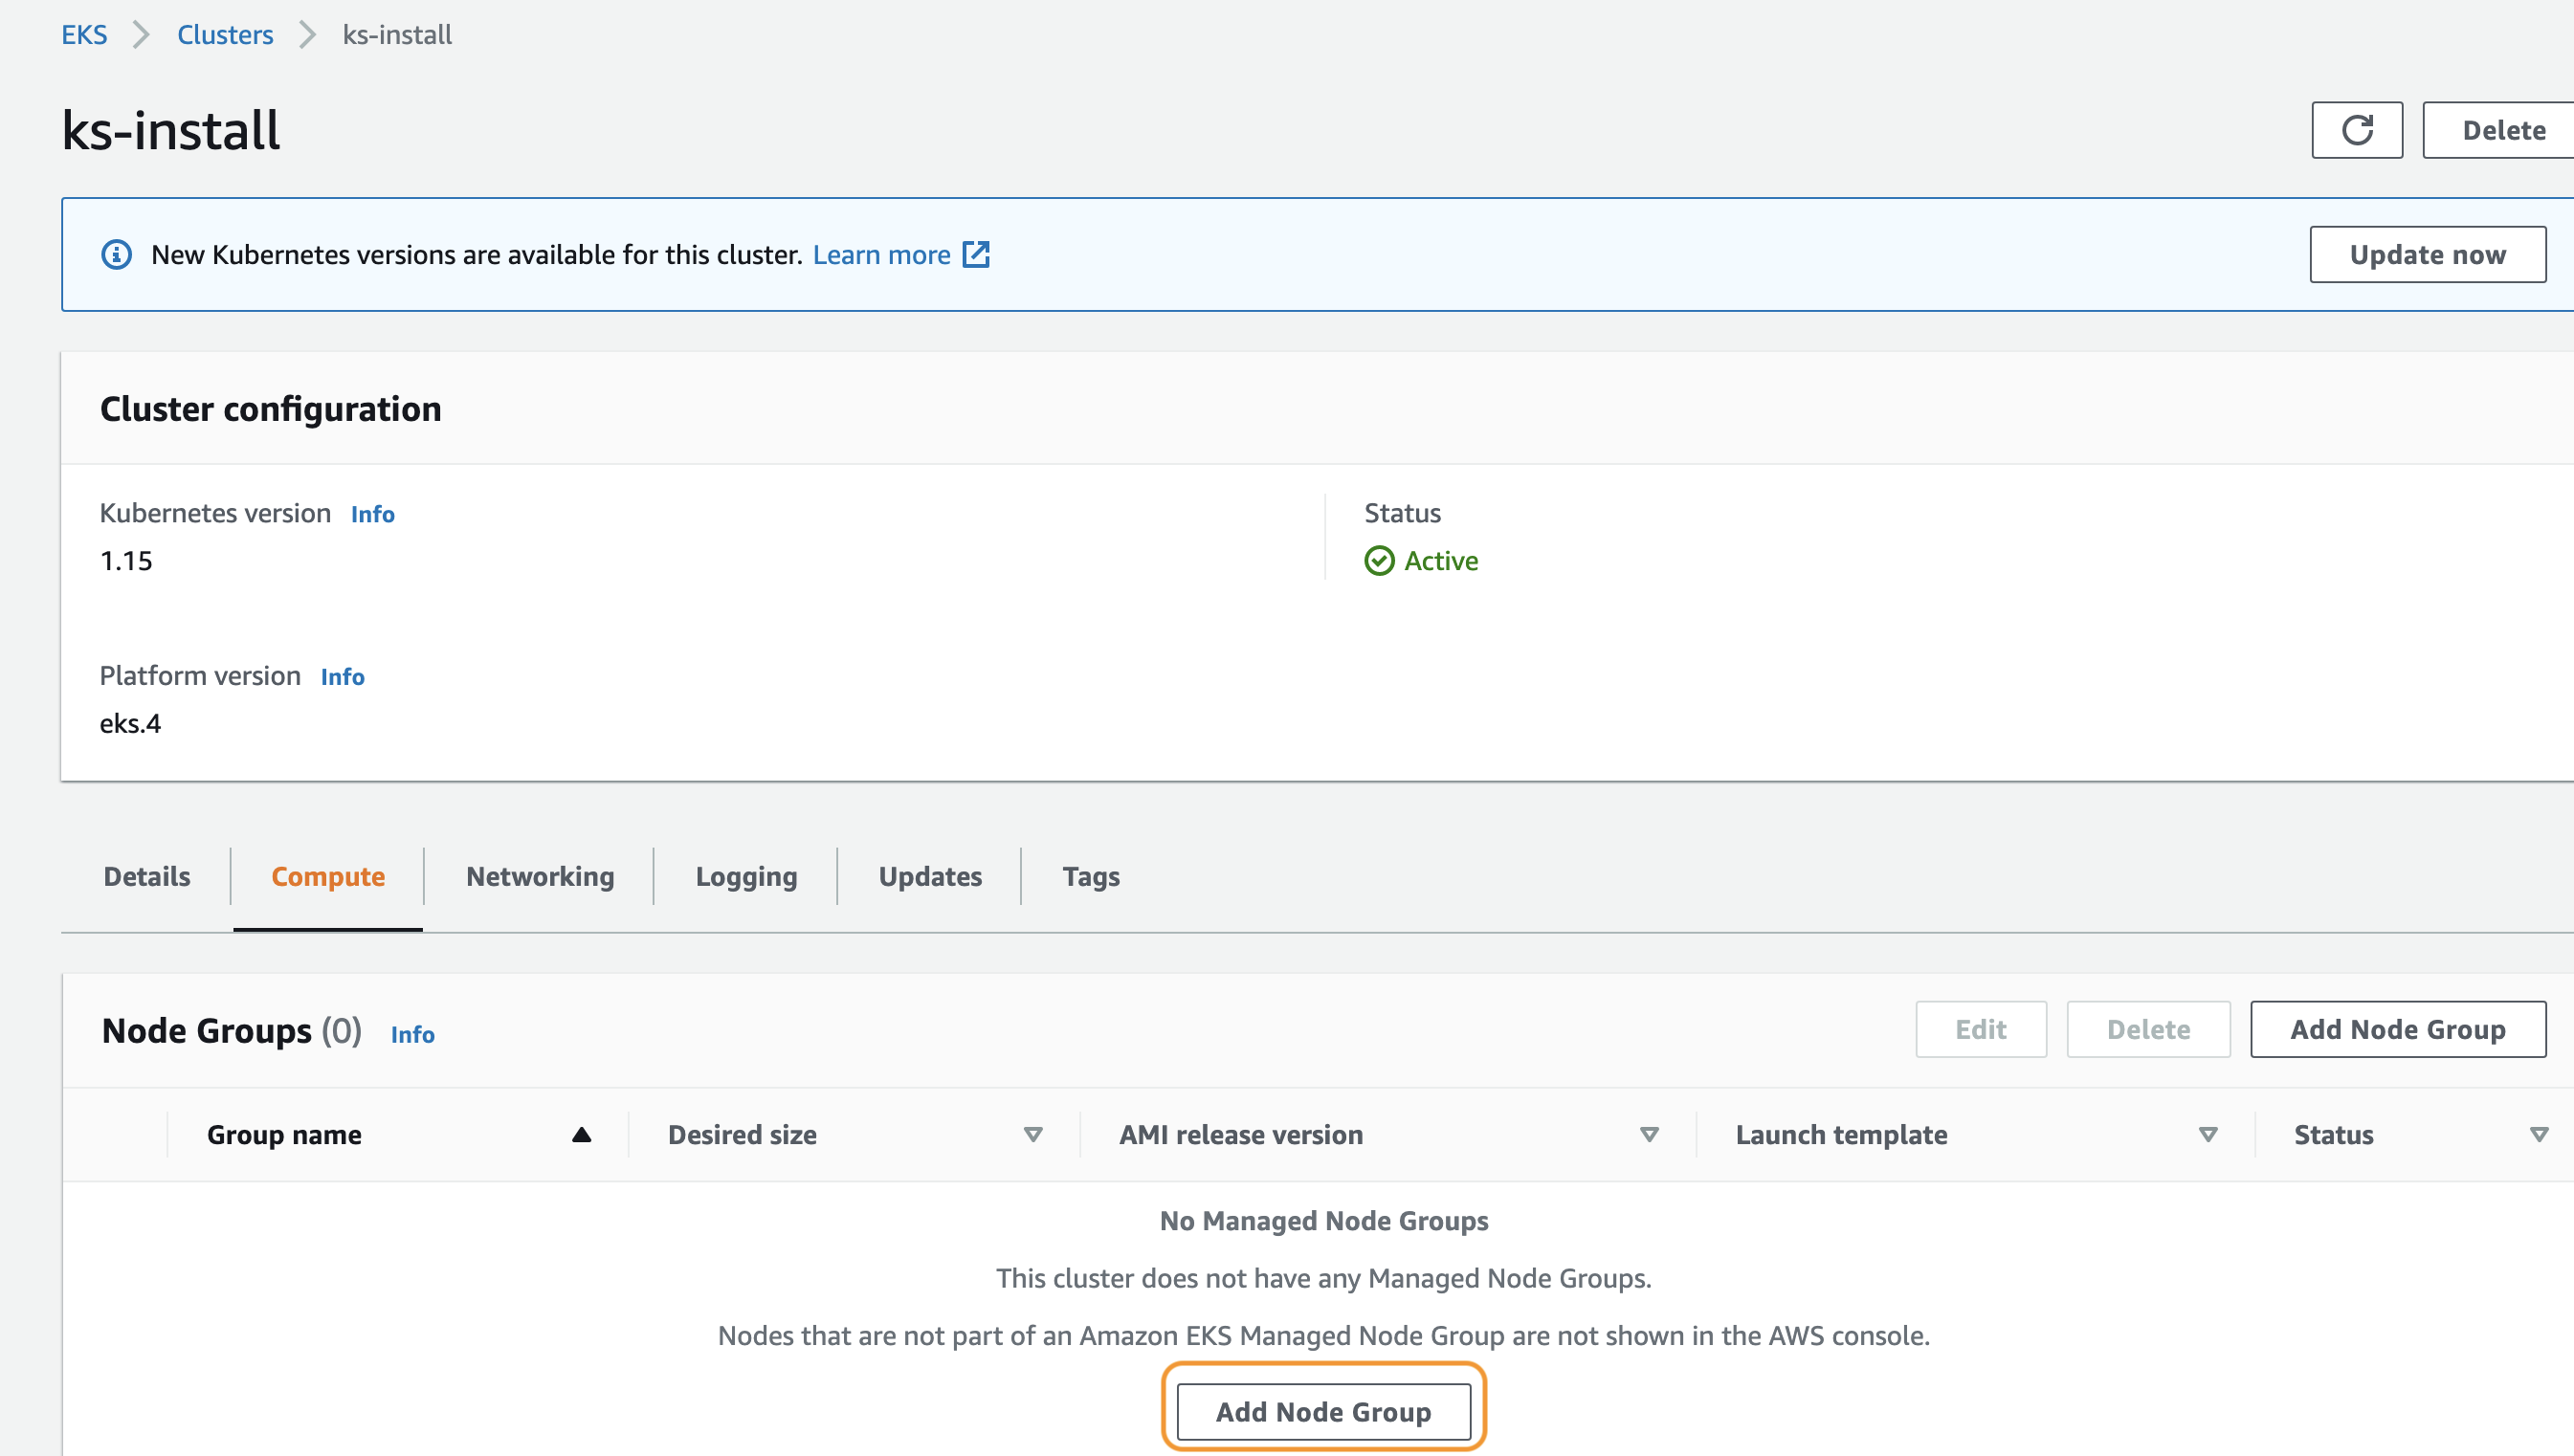 EKS Clusters ks-install
ks-install
Delete
New Kubernetes versions are available for this cluster. Learn more
Update now
Cluster configuration
Kubernetes version Info
1.15
Status
Active
Platform version Info
eks.4
Details Compute Networking Logging Updates Tags
Node Groups (0) Info
Edit Delete Add Node Group
Group name Desired size AMI release version Launch template Status
No Managed Node Groups
This cluster does not have any Managed Node Groups.
Nodes that are not part of an Amazon EKS Managed Node Group are not shown in the AWS console.
Add Node Group